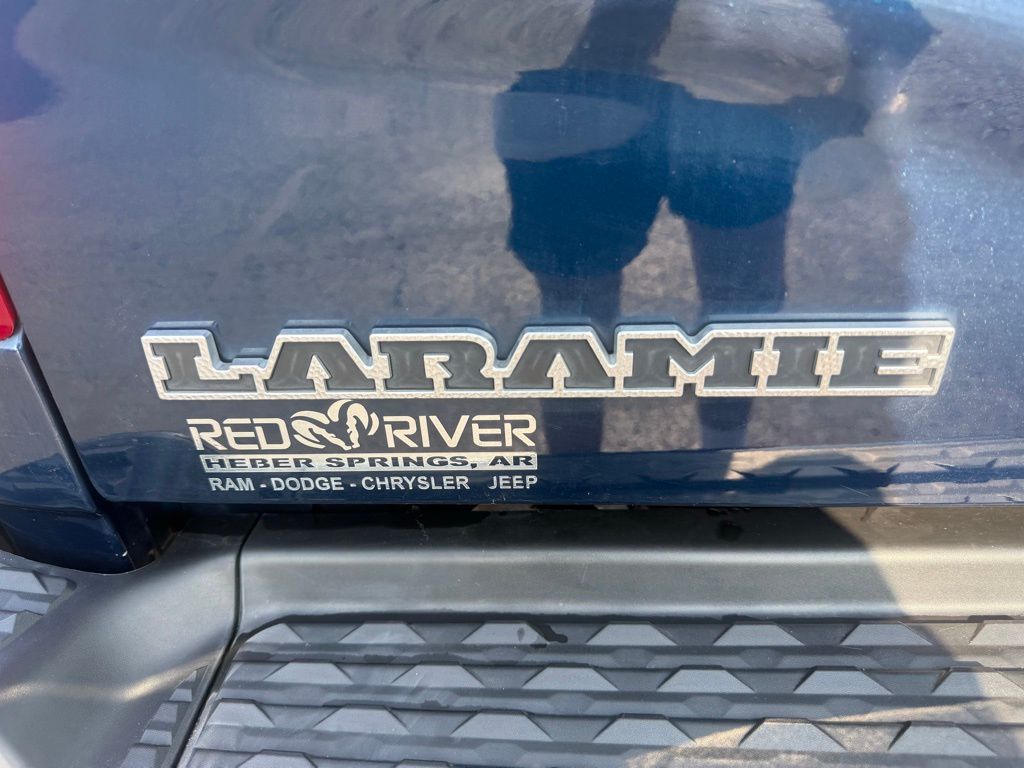 LARAMIE
RED RIVER
HEBER SPRINGS, AR
RAM - DODGE - CHRYSLER JEEP